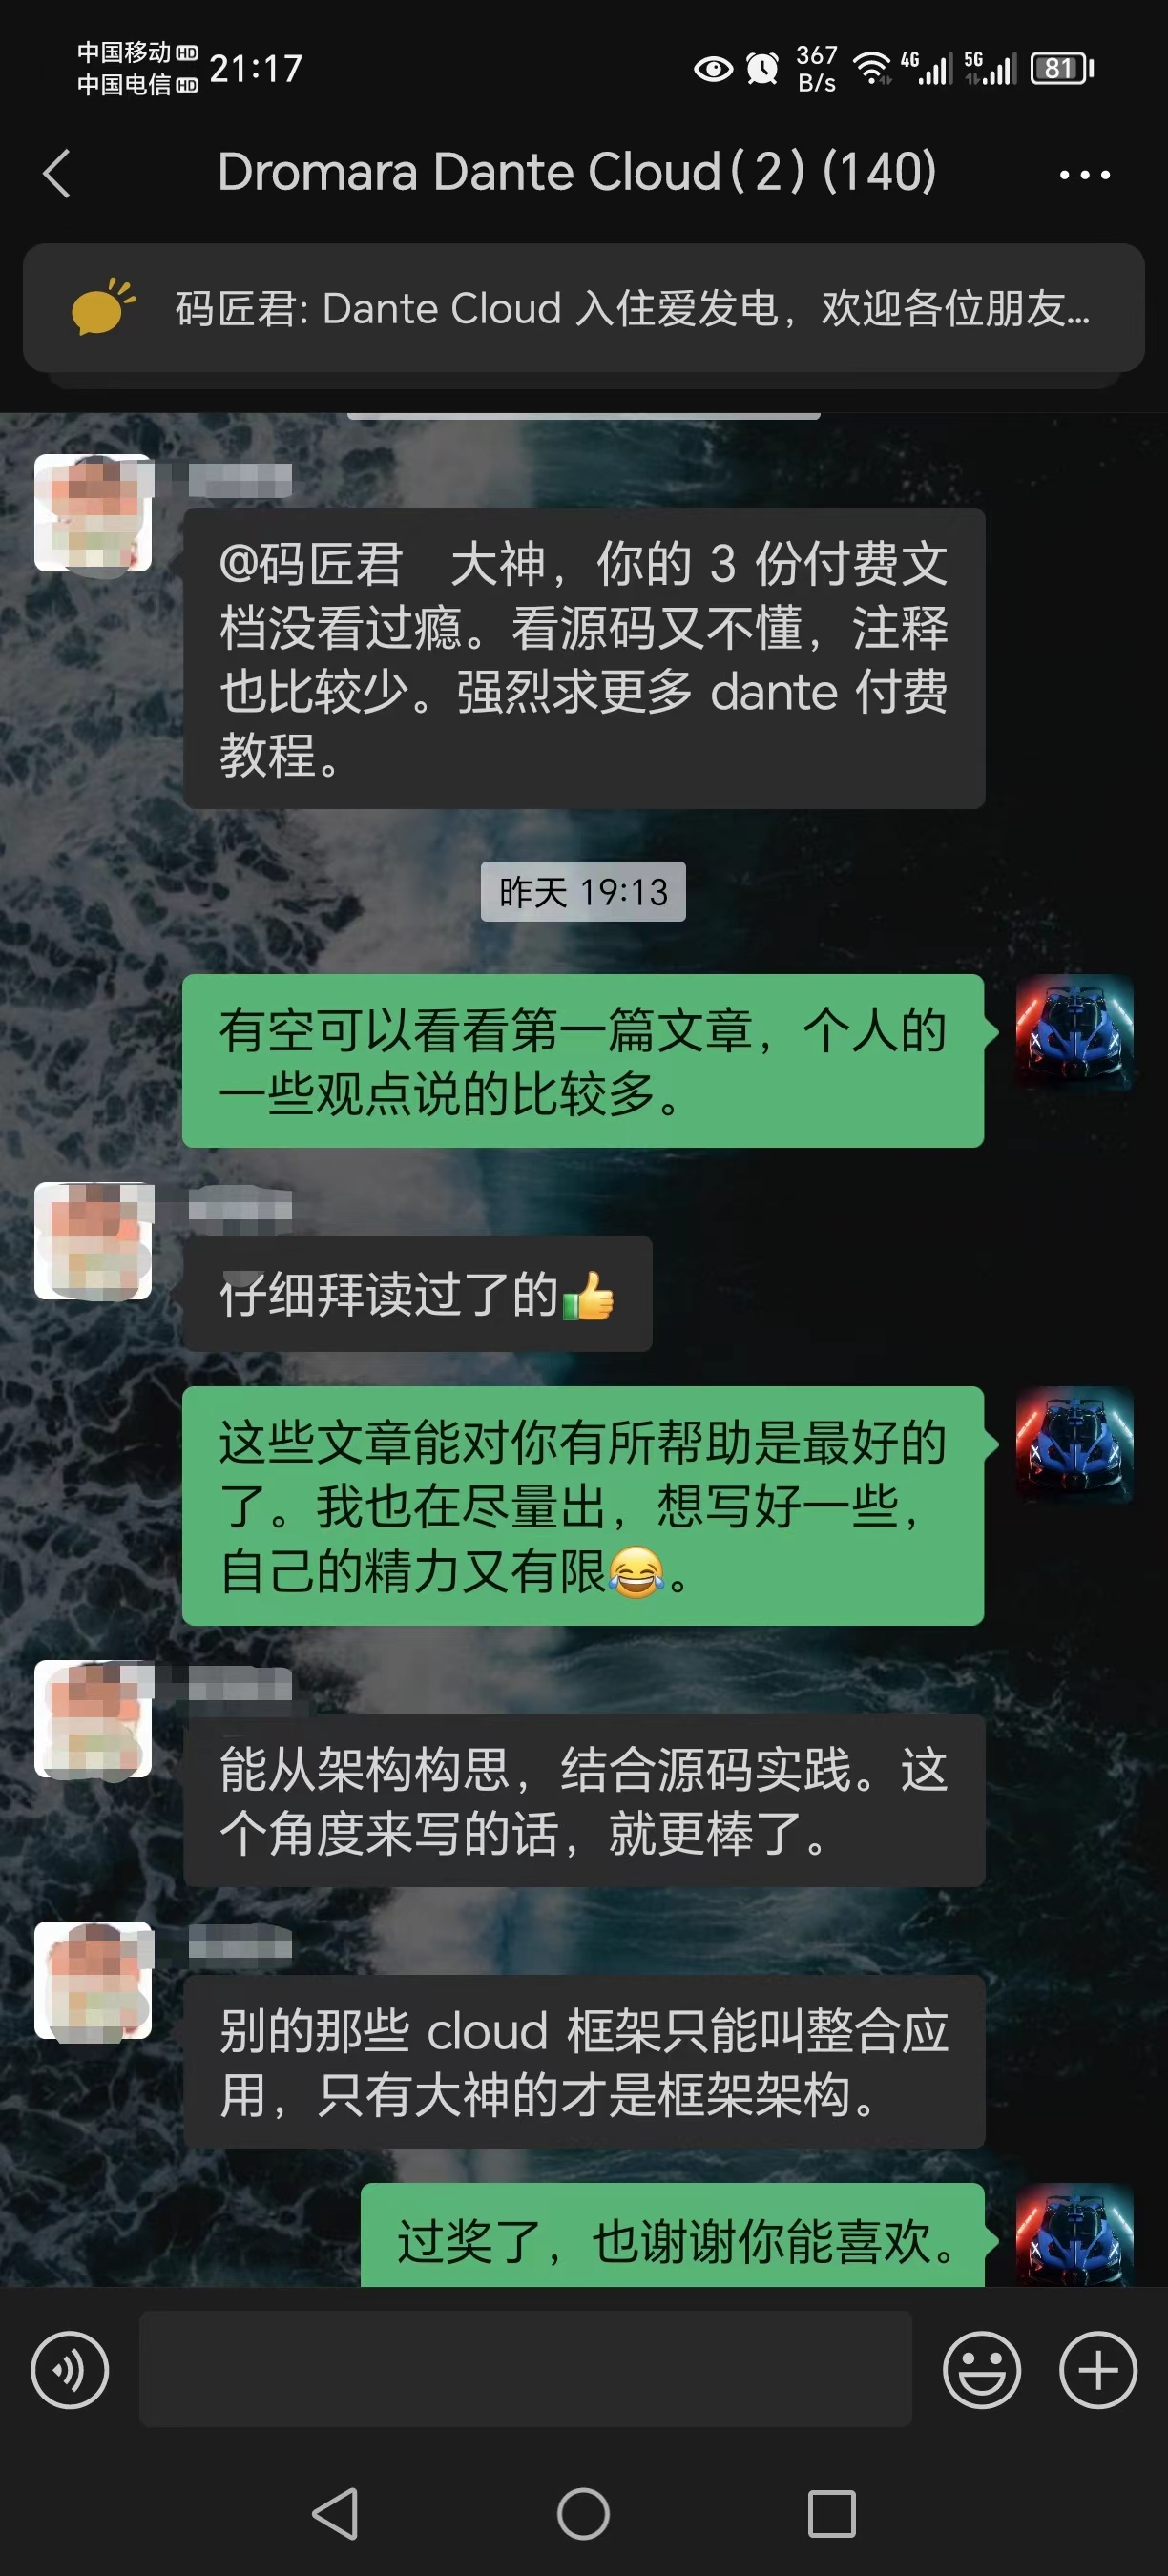 中国移动 HD
中国电信 HD
21:17
367
B/s
4G
5G
81
Dromara Dante Cloud(2) (140)
码匠君: Dante Cloud 入住爱发电，欢迎各位朋友...
@码匠君 大神，你的 3 份付费文
档没看过瘾。看源码又不懂，注释
也比较少。强烈求更多 dante 付费
教程。
昨天 19:13
有空可以看看第一篇文章，个人的
一些观点说的比较多。
仔细拜读过了的👍
这些文章能对你有所帮助是最好的
了。我也在尽量出，想写好一些，
自己的精力又有限😂。
能从架构构思，结合源码实践。这
个角度来写的话，就更棒了。
别的那些 cloud 框架只能叫整合应
用，只有大神的才是框架架构。
过奖了，也谢谢你能喜欢。